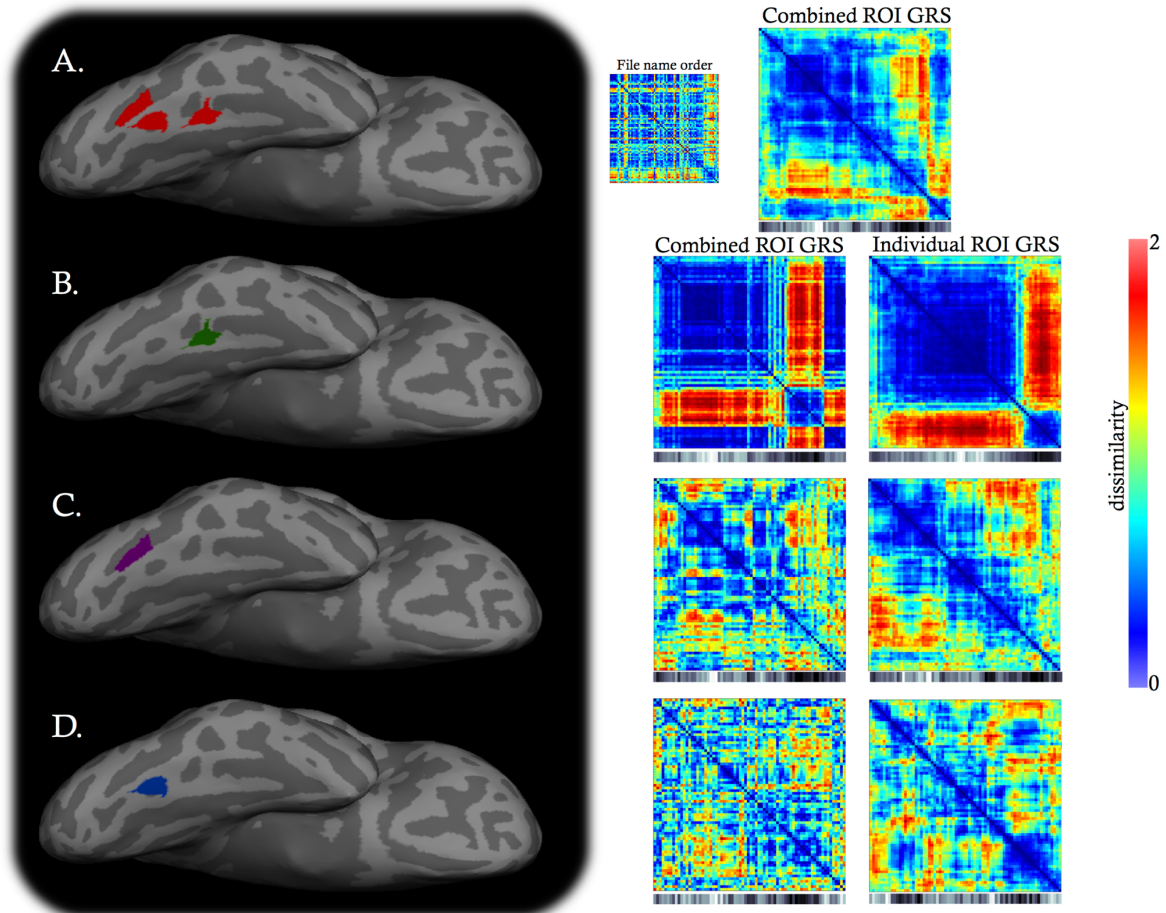 A.
Combined ROI GRS
File name order
B.
Combined ROI GRS
Individual ROI GRS
2
dissimilarity
0
C.
D.